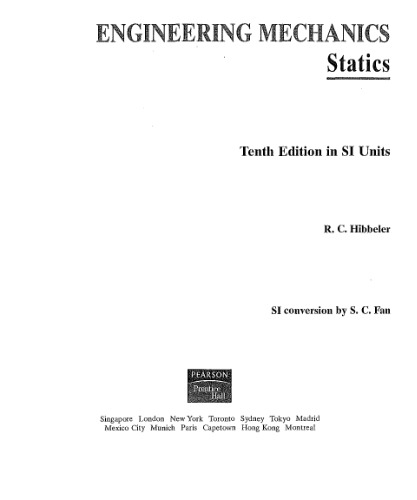 ENGINEERING MECHANICS
Statics
Tenth Edition in SI Units
R. C. Hibbeler
SI conversion by S. C. Fan
PEARSON
Prentice
Hall
Singapore London New York Toronto Sydney Tokyo Madrid
Mexico City Munich Paris Capetown Hong Kong Montreal